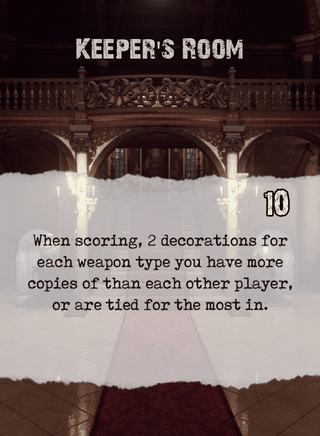 KEEPER'S ROOM
10
When scoring, 2 decorations for
each weapon type you have more
copies of than each other player,
or are tied for the most in.